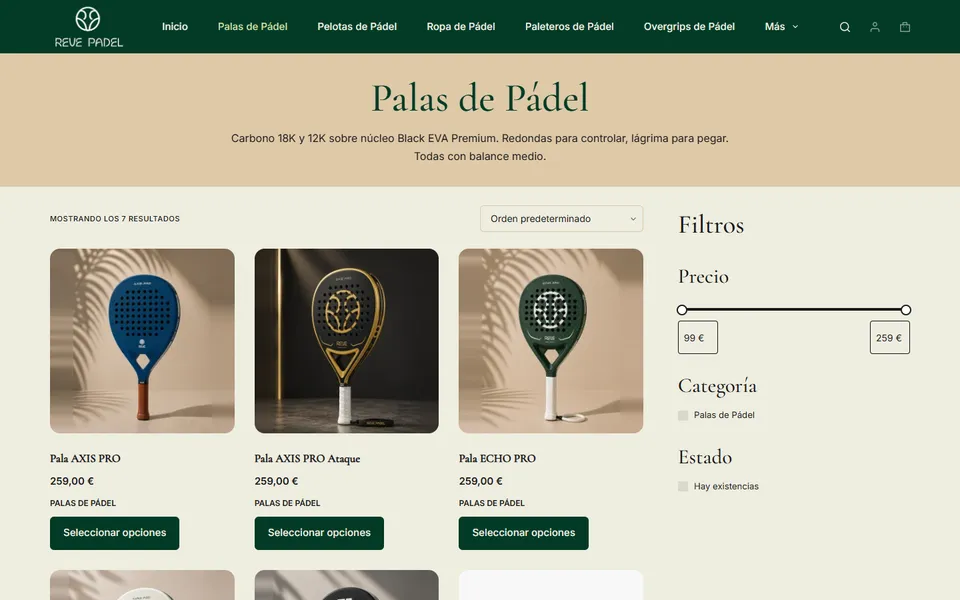 REVE PADEL
Inicio
Palas de Pádel
Pelotas de Pádel
Ropa de Pádel
Paleteros de Pádel
Overgrips de Pádel
Más
Palas de Pádel
Carbono 18K y 12K sobre núcleo Black EVA Premium. Redondas para controlar, lágrima para pegar.
Todas con balance medio.
MOSTRANDO LOS 7 RESULTADOS
Orden predeterminado
Pala AXIS PRO
259,00 €
PALAS DE PÁDEL
Seleccionar opciones
Pala AXIS PRO Ataque
259,00 €
PALAS DE PÁDEL
Seleccionar opciones
Pala ECHO PRO
259,00 €
PALAS DE PÁDEL
Seleccionar opciones
Filtros
Precio
99 €
259 €
Categoría
Palas de Pádel
Estado
Hay existencias